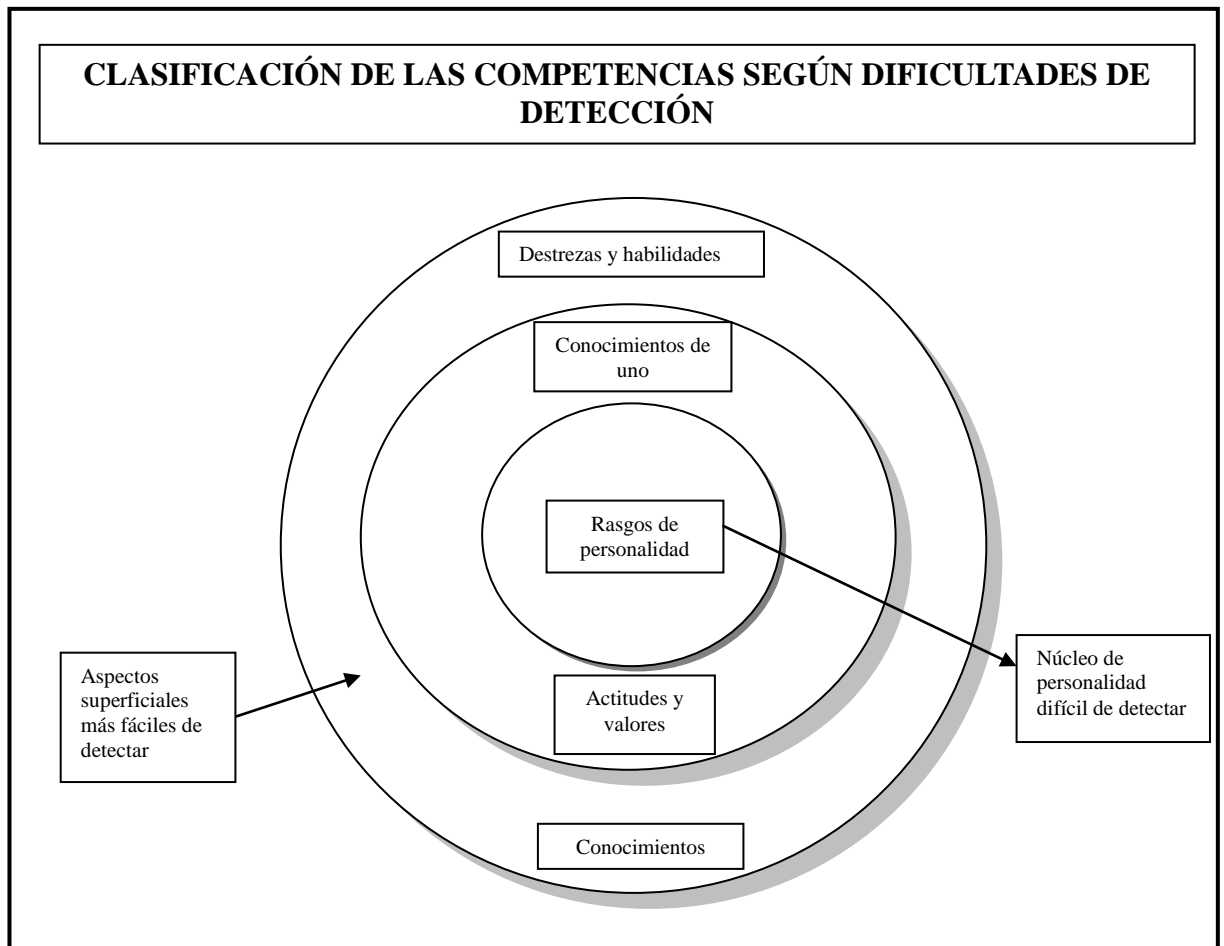 CLASIFICACIÓN DE LAS COMPETENCIAS SEGÚN DIFICULTADES DE
DETECCIÓN
Destrezas y habilidades
Conocimientos de
uno
Rasgos de
personalidad
Aspectos
superficiales
más fáciles de
detectar
Actitudes y
valores
Núcleo de
personalidad
difícil de detectar
Conocimientos